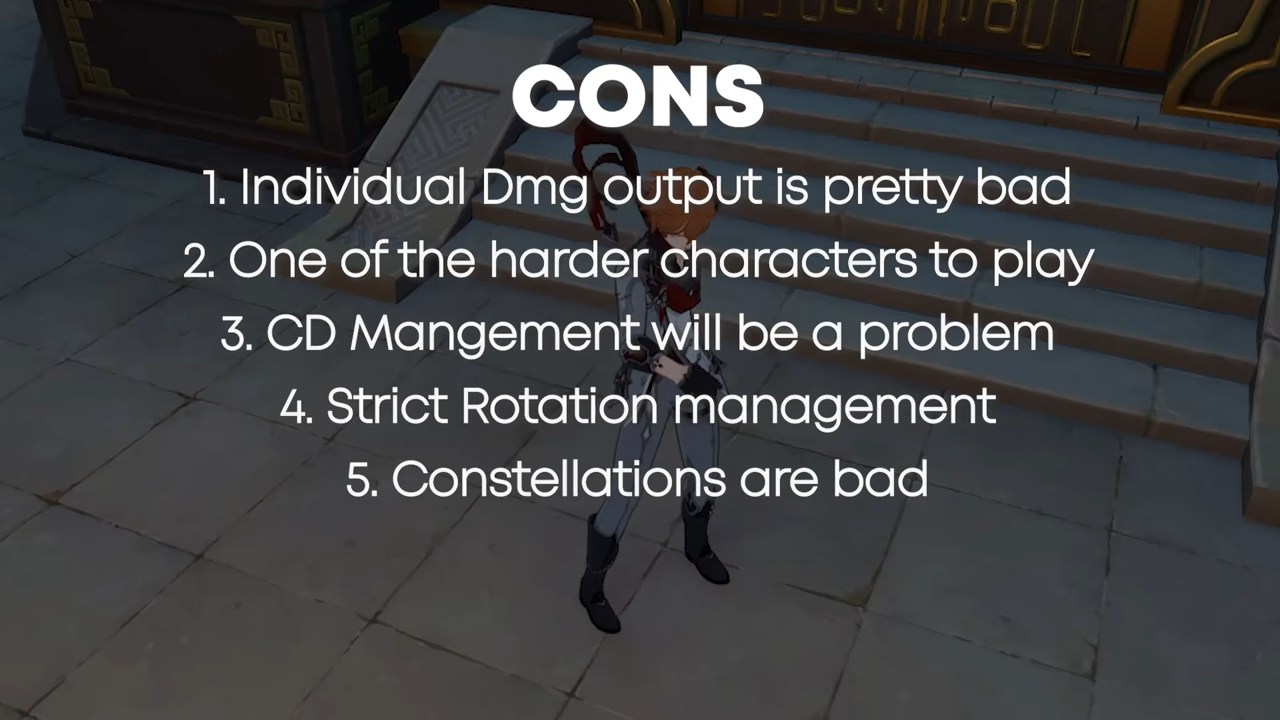 CONS
1. Individual Dmg output is pretty bad
2. One of the harder characters to play
3. CD Mangement will be a problem
4. Strict Rotation management
5. Constellations are bad